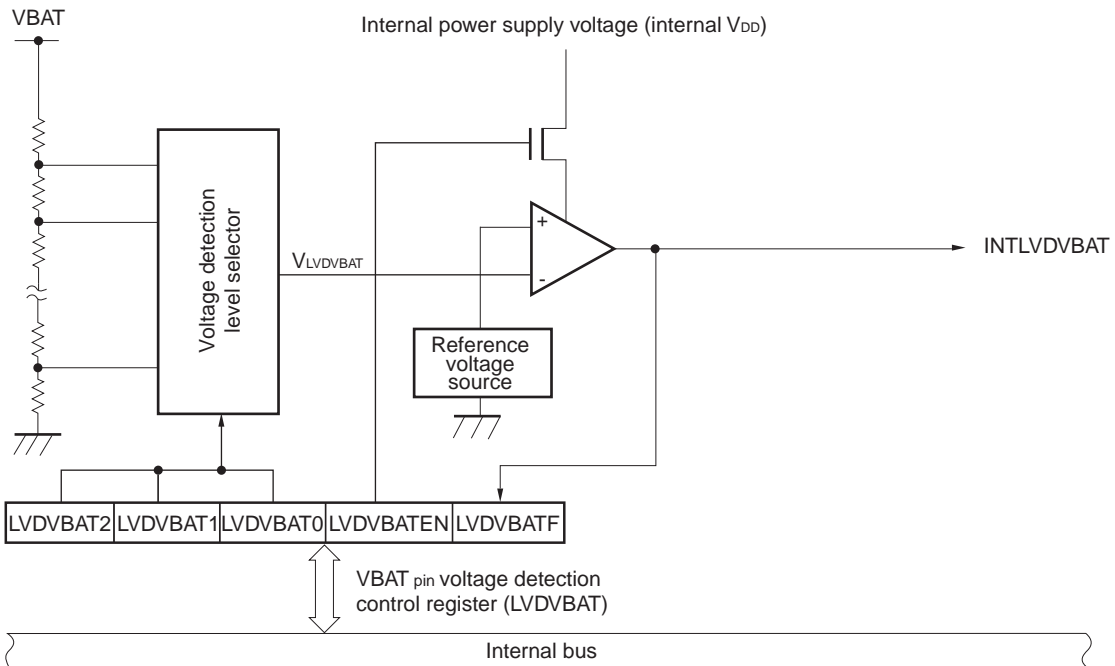 VBAT
Internal power supply voltage (internal VDD)
Voltage detection
level selector
VLVDVBAT
+
-
INTLVDVBAT
Reference
voltage
source
LVDVBAT2 LVDVBAT1 LVDVBAT0 LVDVBATEN LVDVBATF
VBAT pin voltage detection
control register (LVDVBAT)
Internal bus